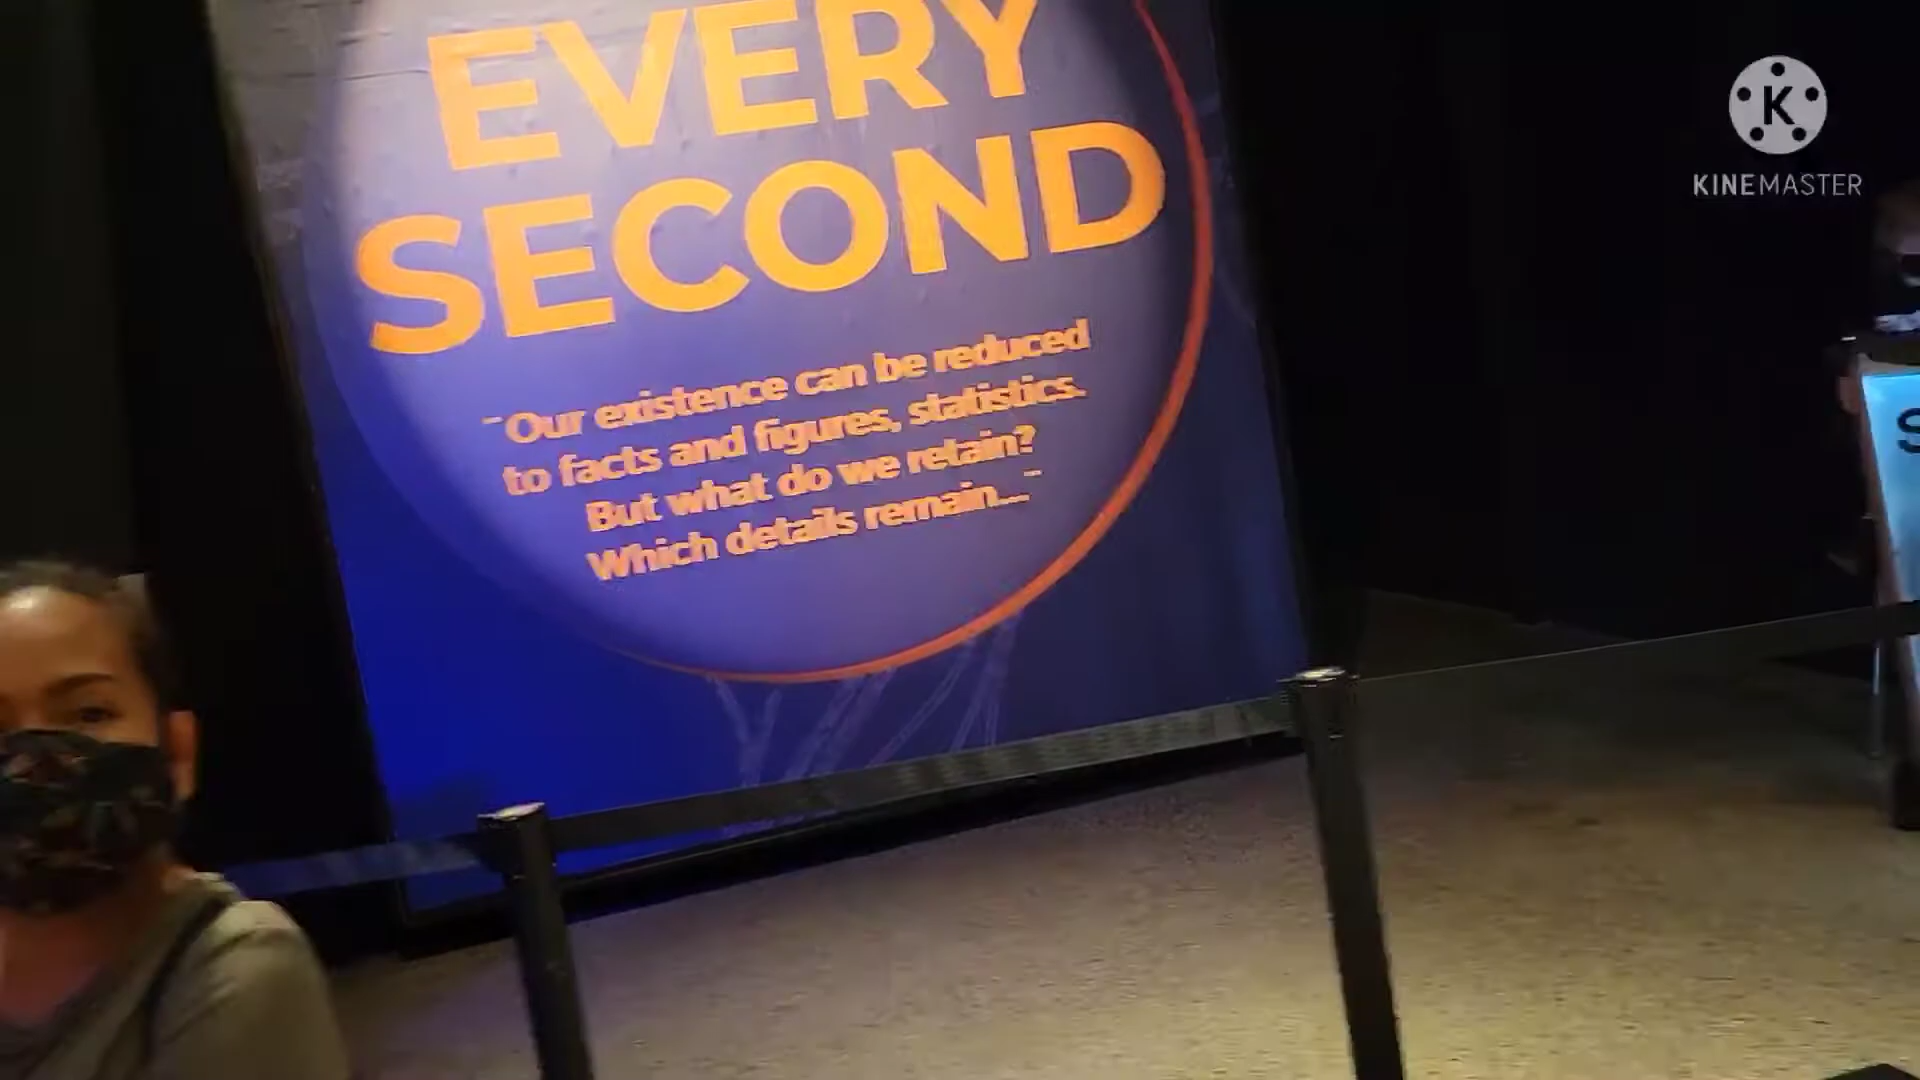 EVERY
SECOND
"Our existence can be reduced
to facts and figures, statistics.
But what do we retain?
Which details remain..."
K
KINEMASTER
S